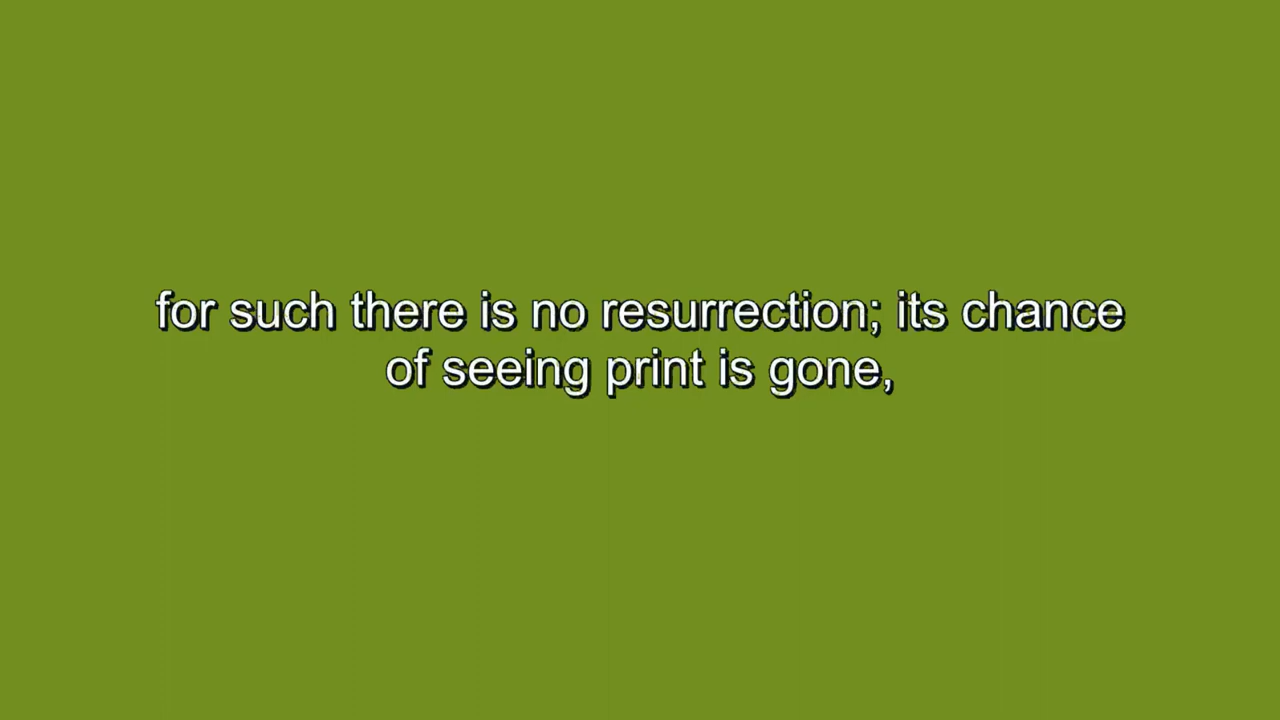 for such there is no resurrection; its chance
of seeing print is gone,